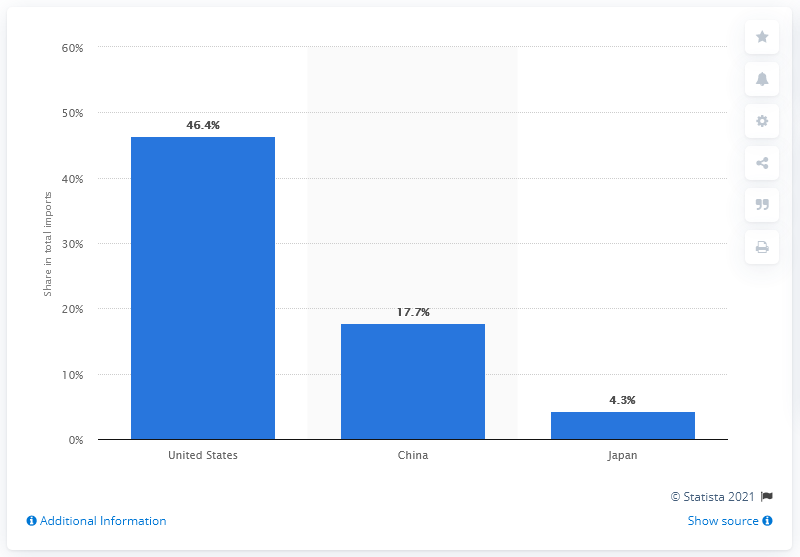 60%
50%
40%
30%
20%
10%
0%
Share in total imports
46.4%
17.7%
4.3%
United States
China
Japan
© Statista 2021
Additional Information
Show source